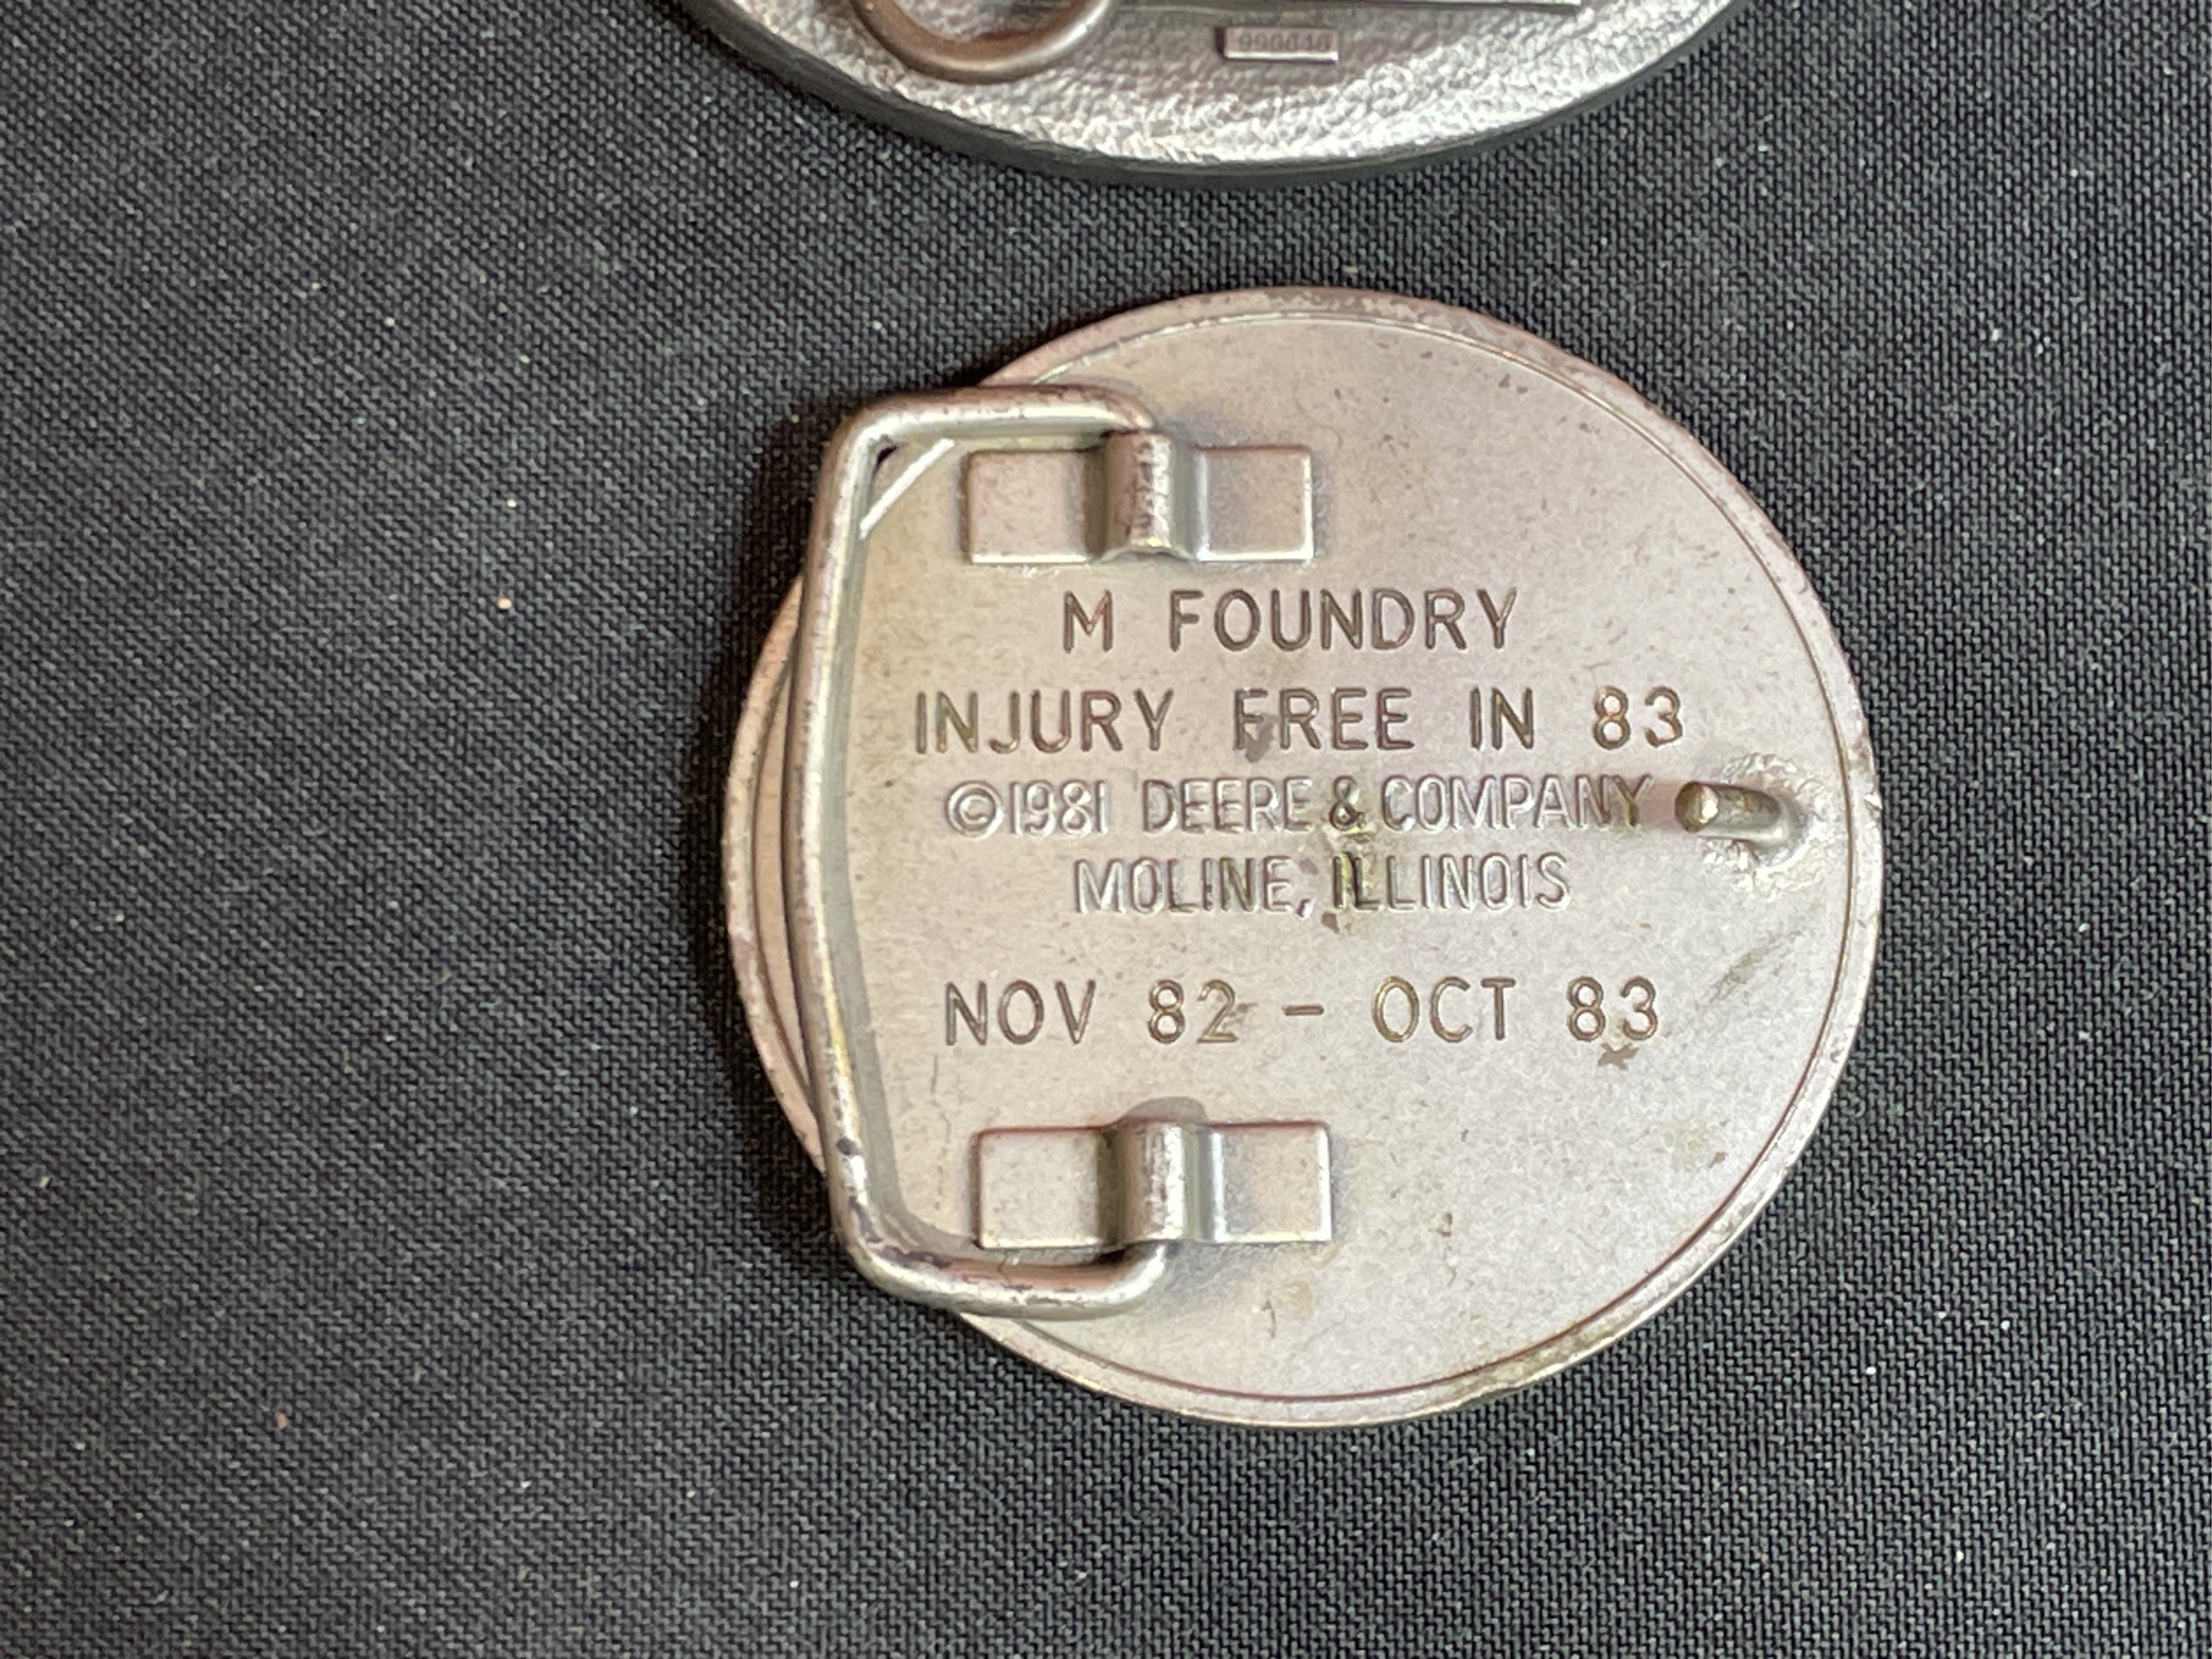 M FOUNDRY
INJURY FREE IN 83
©1981 DEERE & COMPANY
MOLINE, ILLINOIS
NOV 82 - OCT 83